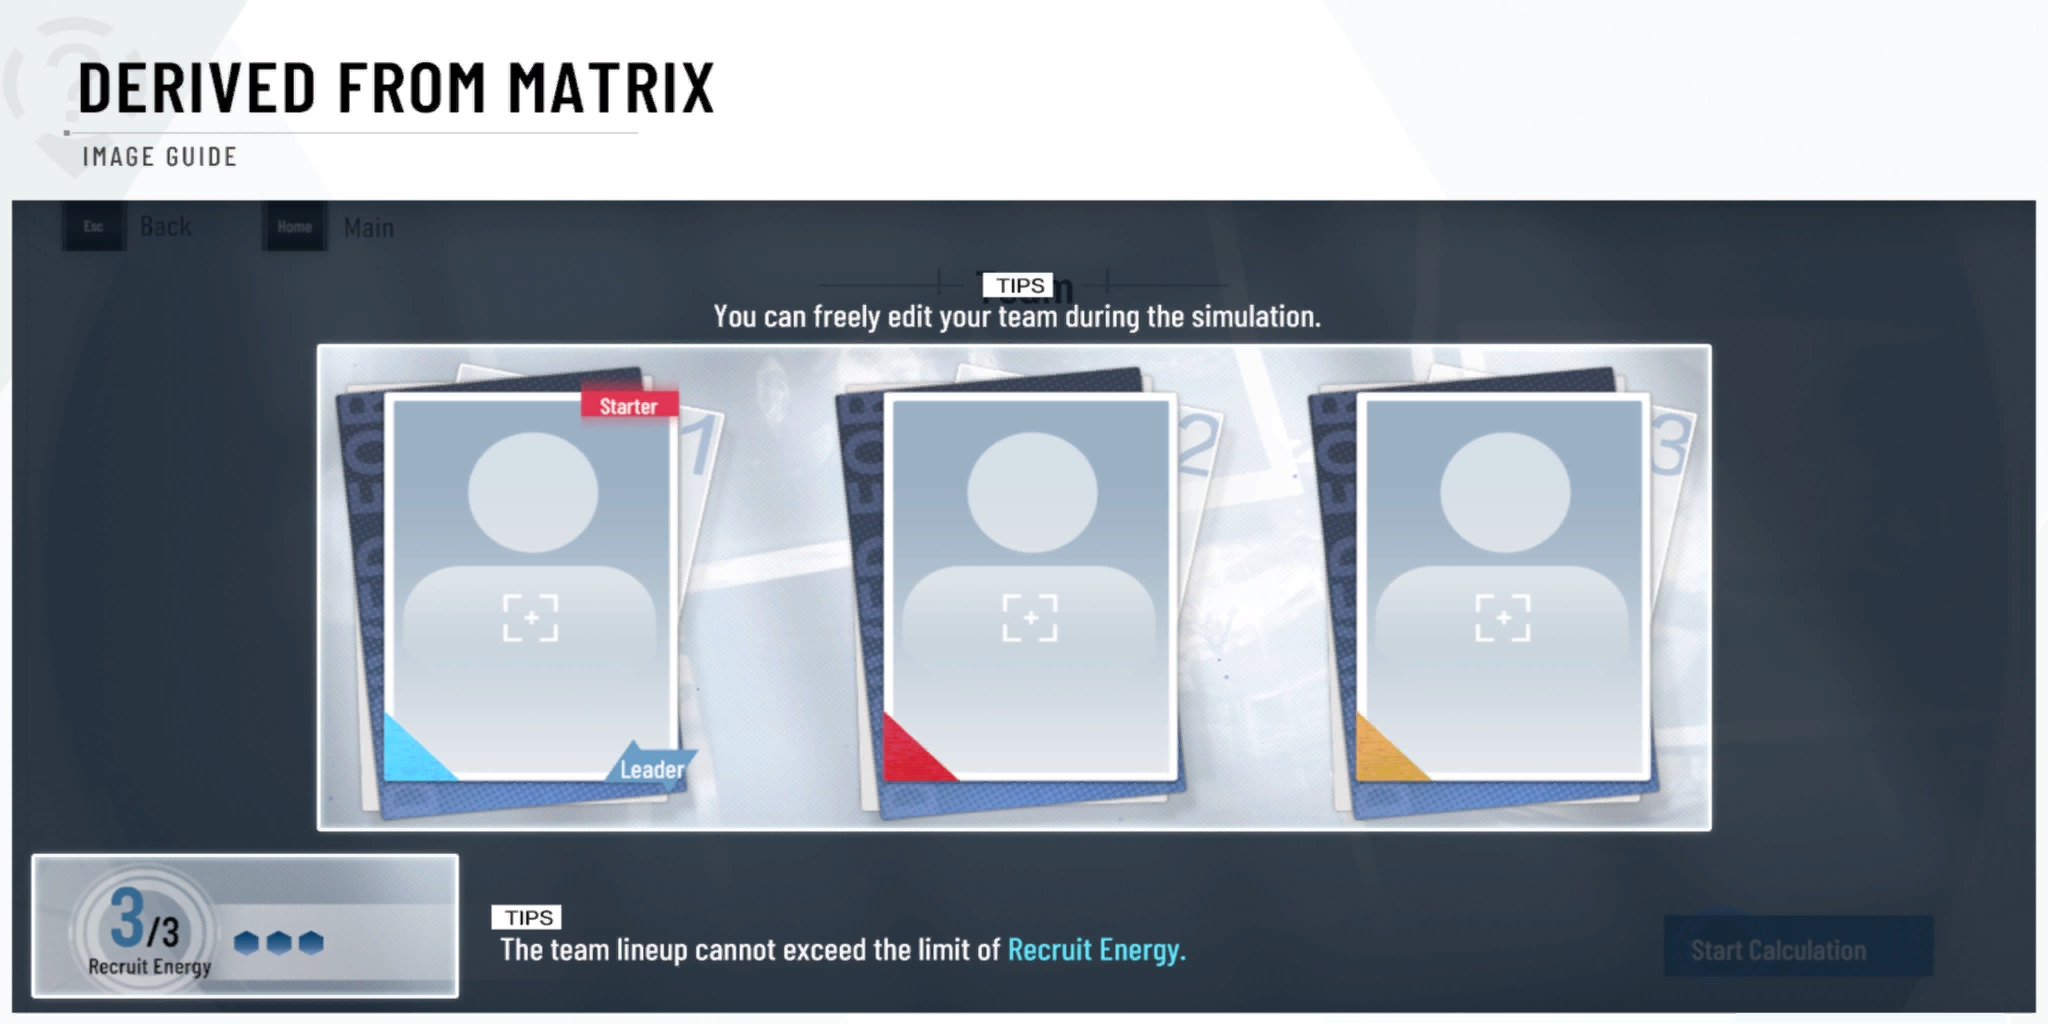 DERIVED FROM MATRIX
IMAGE GUIDE
Esc Back Home Main
TIPS
You can freely edit your team during the simulation.
Starter
1
2
3
Leader
3/3
Recruit Energy
TIPS
The team lineup cannot exceed the limit of Recruit Energy.
Start Calculation